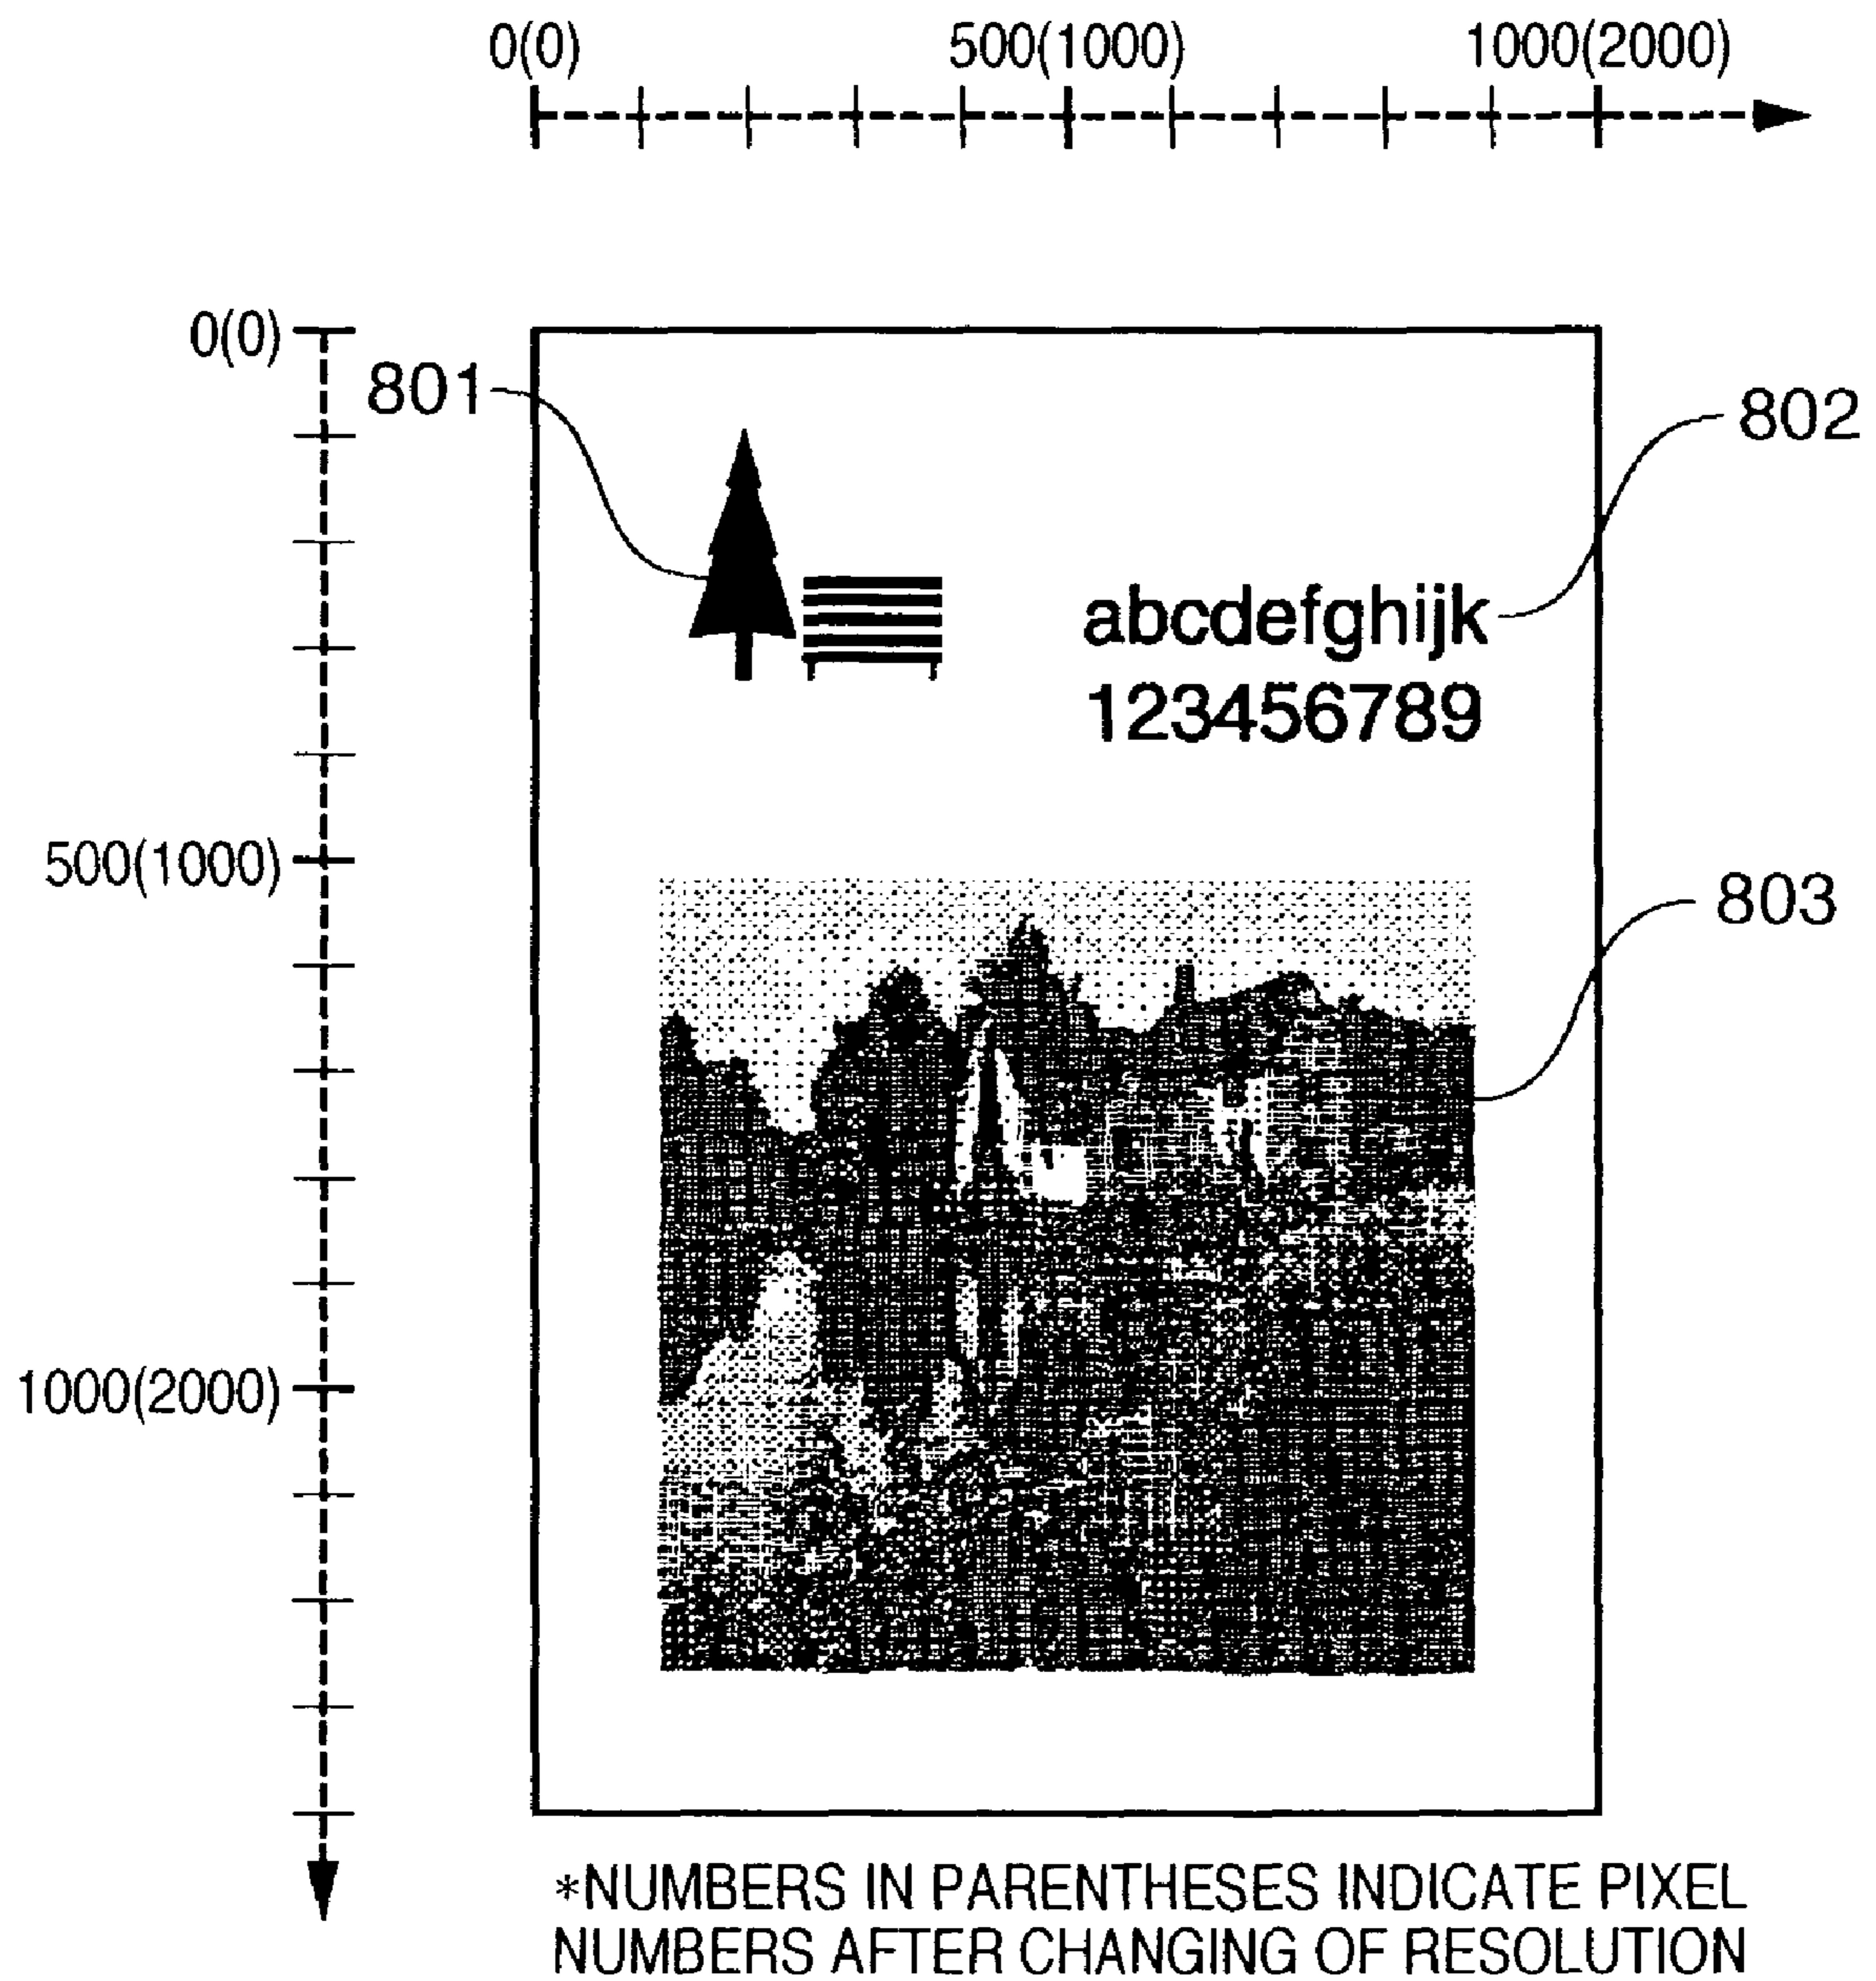 0(0) 500(1000) 1000(2000)
0(0)
801
802
abcdefghijk
123456789
500(1000)
803
1000(2000)
*NUMBERS IN PARENTHESES INDICATE PIXEL
NUMBERS AFTER CHANGING OF RESOLUTION